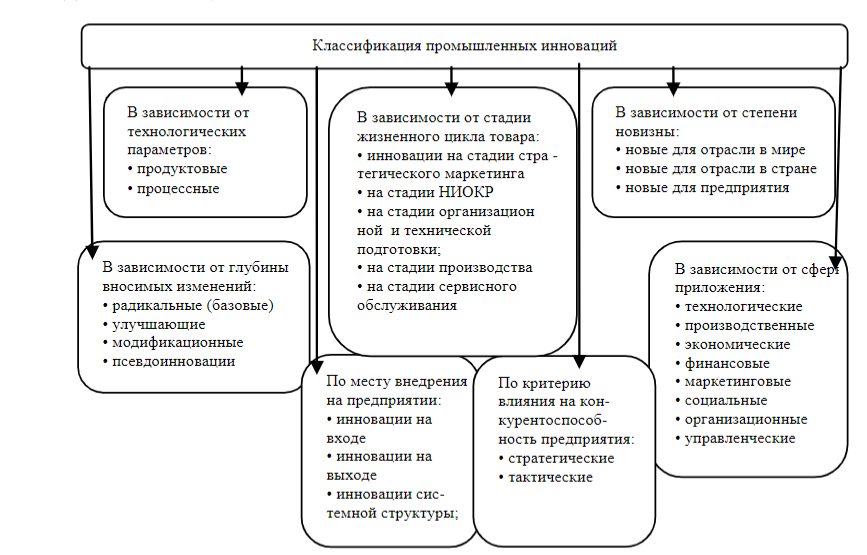 Классификация промышленных инноваций
В зависимости от
технологических
параметров:
• продуктовые
• процессные
В зависимости от стадии
жизненного цикла товара:
• инновации на стадии стра -
тегического маркетинга
• на стадии НИОКР
• на стадии организацион
ной и технической
подготовки;
• на стадии производства
• на стадии сервисного
обслуживания
В зависимости от степени
новизны:
• новые для отрасли в мире
• новые для отрасли в стране
• новые для предприятия
В зависимости от глубины
вносимых изменений:
• радикальные (базовые)
• улучшающие
• модификационные
• псевдоинновации
По месту внедрения
на предприятии:
• инновации на
входе
• инновации на
выходе
• инновации сис-
темной структуры;
По критерию
влияния на кон-
курентоспособ-
ность предприятия:
• стратегические
• тактические
В зависимости от сфер
приложения:
• технологические
• производственные
• экономические
• финансовые
• маркетинговые
• социальные
• организационные
• управленческие